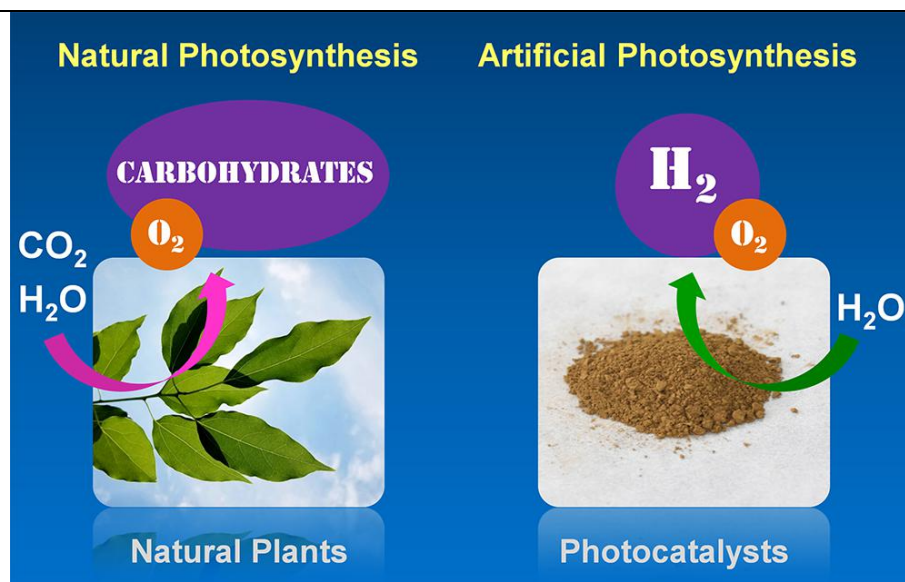 Natural Photosynthesis
CARBOHYDRATES
O₂
CO₂
H₂O
Natural Plants
Artificial Photosynthesis
H₂
O₂
H₂O
Photocatalysts